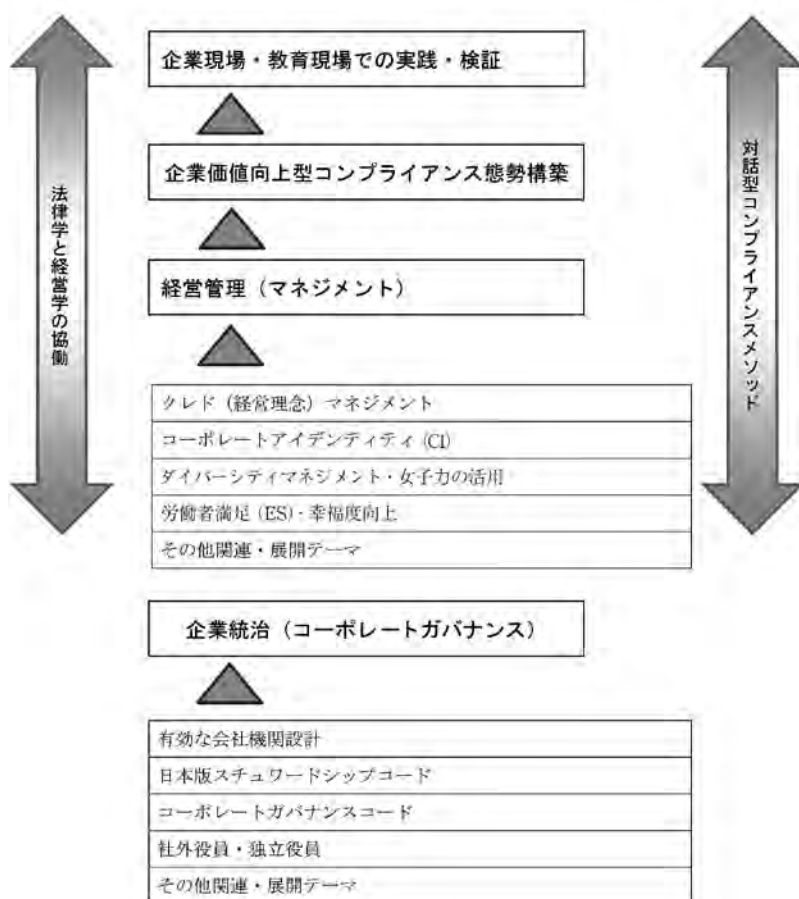 企業現場・教育現場での実践・検証
企業価値向上型コンプライアンス態勢構築
経営管理（マネジメント）
クレド（経営理念）マネジメント
コーポレートアイデンティティ(CI)
ダイバーシティマネジメント・女子力の活用
労働者満足(ES)・幸福度向上
その他関連・展開テーマ
企業統治（コーポレートガバナンス）
有効な会社機関設計
日本版スチュワードシップコード
コーポレートガバナンスコード
社外役員・独立役員
その他関連・展開テーマ
法律学と経営学の協働
対話型コンプライアンスメソッド